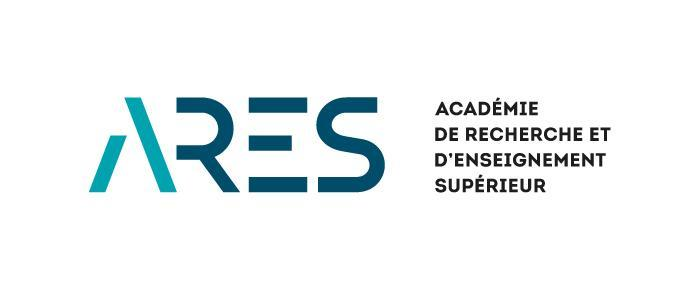 ARES
ACADÉMIE
DE RECHERCHE ET
D'ENSEIGNEMENT
SUPÉRIEUR